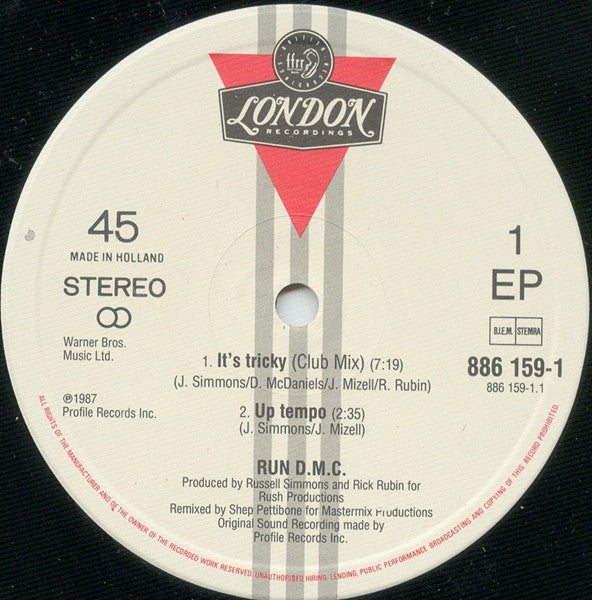 BRITISH
ffrr
RECORDINGS
LONDON
RECORDINGS
45
MADE IN HOLLAND
STEREO
Warner Bros.
Music Ltd.
℗1987
Profile Records Inc.
1
EP
B.I.E.M. STEMRA
886 159-1
886 159-1.1
1. It's tricky (Club Mix) (7:19)
(J. Simmons/D. McDaniels/J. Mizell/R. Rubin)
2. Up tempo (2:35)
(J. Simmons/J. Mizell)
RUN D.M.C.
Produced by Russell Simmons and Rick Rubin for
Rush Productions
Remixed by Shep Pettibone for Mastermix Productions
Original Sound Recording made by
Profile Records Inc.
ALL RIGHTS OF THE MANUFACTURER AND OF THE OWNER OF THE RECORDED WORK RESERVED. UNAUTHORISED HIRING, LENDING, PUBLIC PERFORMANCE BROADCASTING AND COPYING OF THIS RECORD PROHIBITED